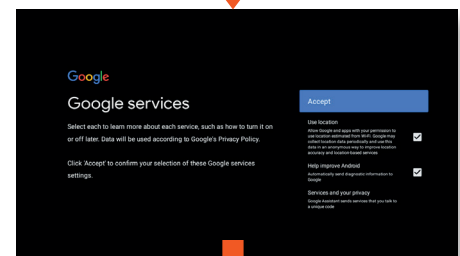 Google
Google services
Select each to learn more about each service, such as how to turn it on
or off later. Data will be used according to Google's Privacy Policy.
Click 'Accept' to confirm your selection of these Google services
settings.
Accept
Use location
Allow Google and apps with your permission to
use location estimated from Wi-Fi. Google may
collect location data periodically and use this
data in an anonymous way to improve location
accuracy and location-based services
Help improve Android
Automatically send diagnostic information to
Google
Services and your privacy
Google Assistant sends services that you talk to
a unique code